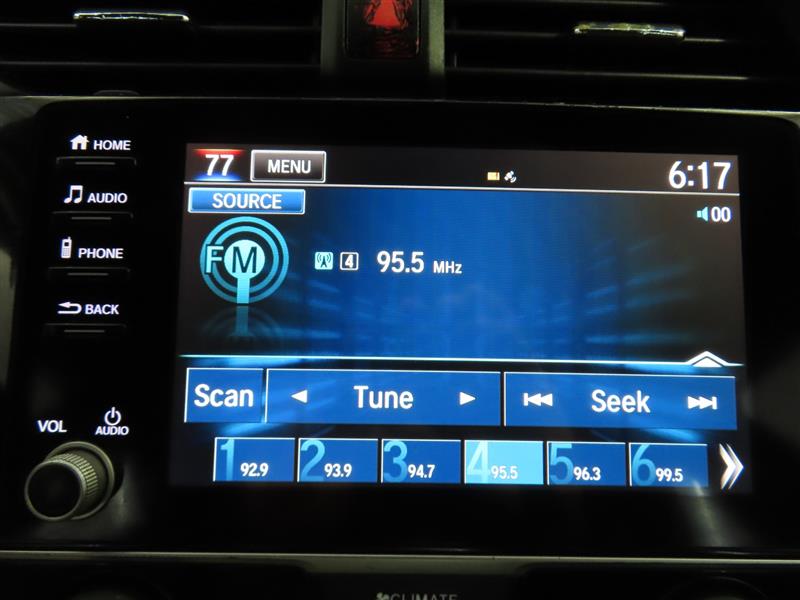 HOME
AUDIO
PHONE
BACK
VOL
AUDIO
77 MENU 6:17
SOURCE
00
FM 4 95.5 MHz
Scan Tune Seek
1 92.9 2 93.9 3 94.7 4 95.5 5 96.3 6 99.5
CLIMATE